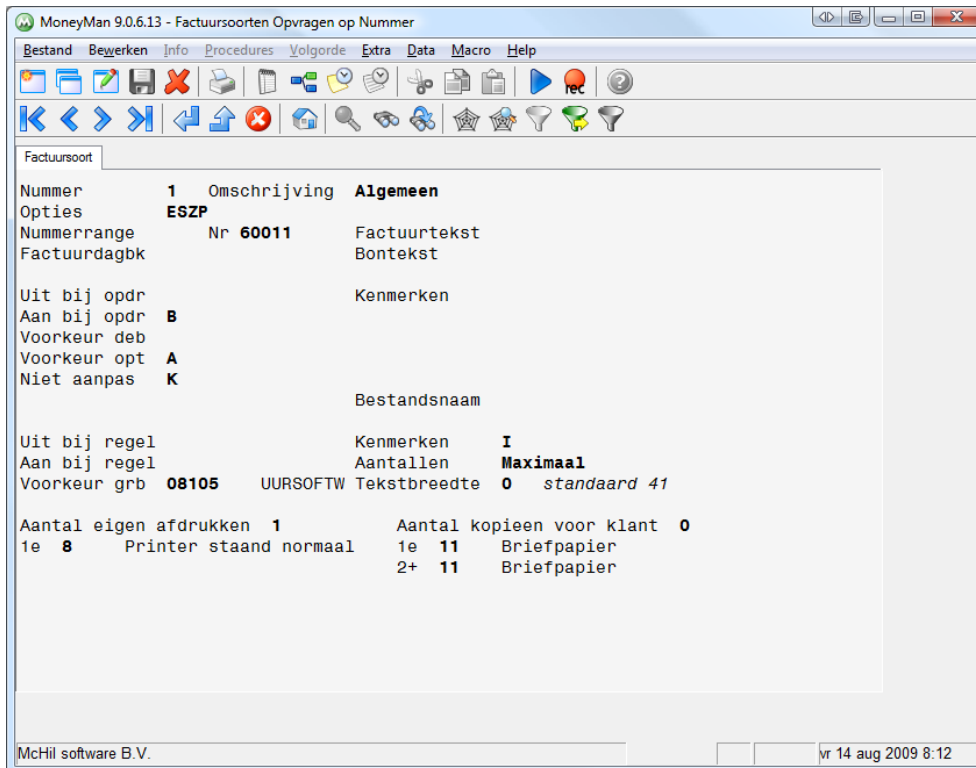 MoneyMan 9.0.6.13 - Factuursoorten Opvragen op Nummer
Bestand Bewerken Info Procedures Volgorde Extra Data Macro Help
rec
Factuursoort
Nummer 1 Omschrijving Algemeen
Opties ESZP
Nummerrange Nr 60011 Factuurtekst
Factuurdagbk Bontekst
Uit bij opdr Kenmerken
Aan bij opdr B
Voorkeur deb
Voorkeur opt A
Niet aanpas K
Bestandsnaam
Uit bij regel Kenmerken I
Aan bij regel Aantallen Maximaal
Voorkeur grb 08105 UURSOFTW Tekstbreedte 0 standaard 41
Aantal eigen afdrukken 1 Aantal kopieen voor klant 0
1e 8 Printer staand normaal 1e 11 Briefpapier
2+ 11 Briefpapier
McHil software B.V. vr 14 aug 2009 8:12